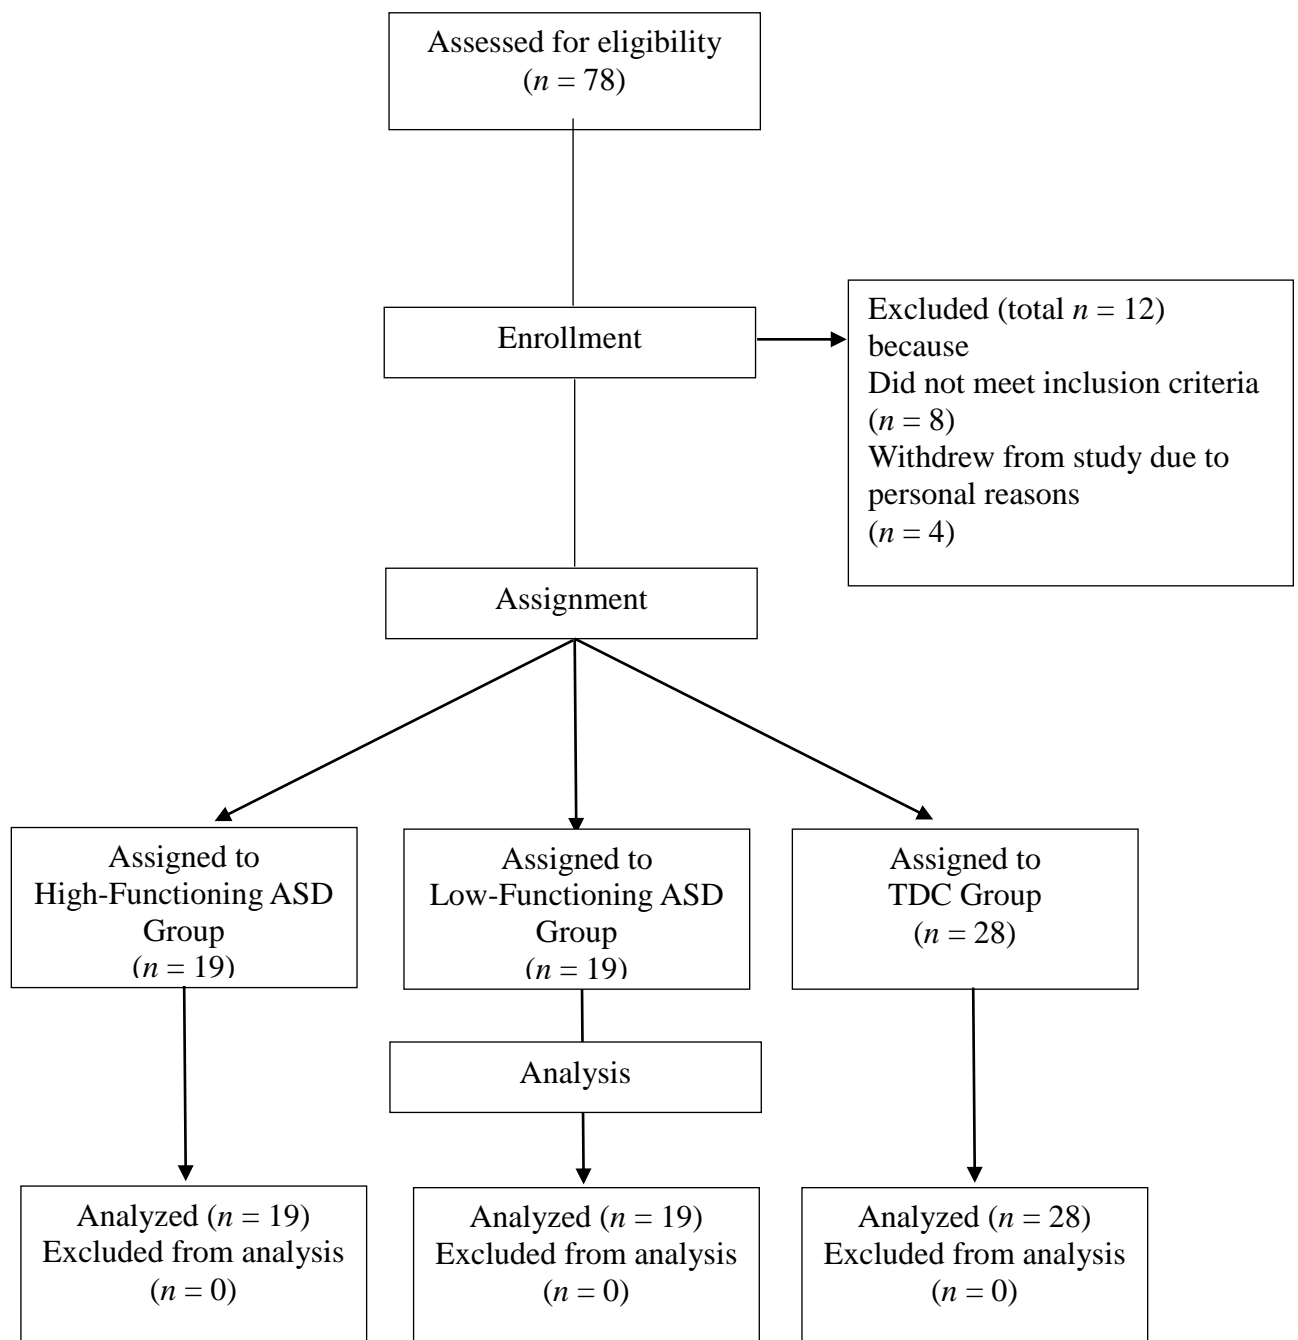 Assessed for eligibility
(n = 78)
Enrollment
Excluded (total n = 12)
because
Did not meet inclusion criteria
(n = 8)
Withdrew from study due to
personal reasons
(n = 4)
Assignment
Assigned to
High-Functioning ASD
Group
(n = 19)
Assigned to
Low-Functioning ASD
Group
(n = 19)
Assigned to
TDC Group
(n = 28)
Analysis
Analyzed (n = 19)
Excluded from analysis
(n = 0)
Analyzed (n = 19)
Excluded from analysis
(n = 0)
Analyzed (n = 28)
Excluded from analysis
(n = 0)